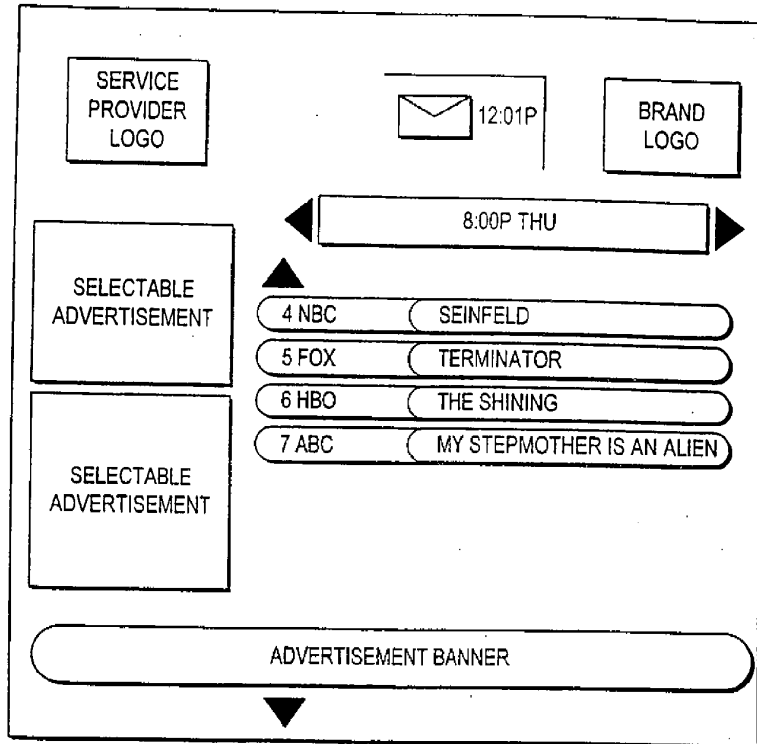 SERVICE
PROVIDER
LOGO
12:01P
BRAND
LOGO
8:00P THU
SELECTABLE
ADVERTISEMENT
4 NBC SEINFELD
5 FOX TERMINATOR
6 HBO THE SHINING
7 ABC MY STEPMOTHER IS AN ALIEN
SELECTABLE
ADVERTISEMENT
ADVERTISEMENT BANNER